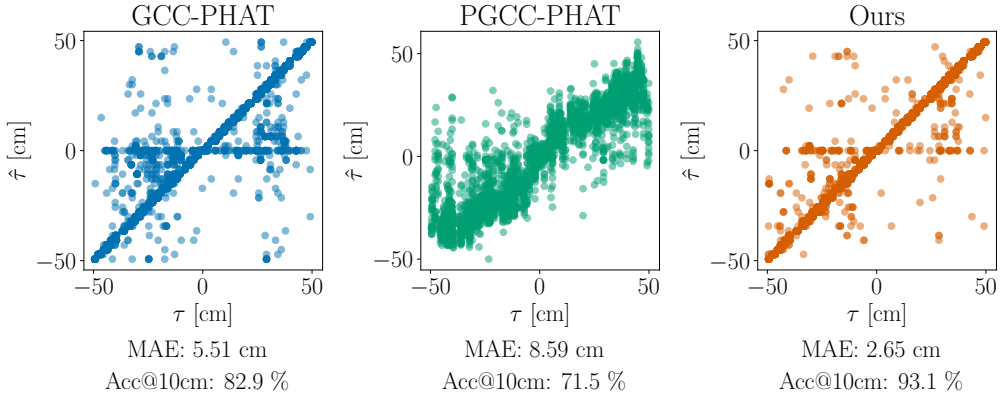 GCC-PHAT
50
0
−50
τ̂ [cm]
−50 0 50
τ [cm]
MAE: 5.51 cm
Acc@10cm: 82.9 %
PGCC-PHAT
50
0
−50
τ̂ [cm]
−50 0 50
τ [cm]
MAE: 8.59 cm
Acc@10cm: 71.5 %
Ours
50
0
−50
τ̂ [cm]
−50 0 50
τ [cm]
MAE: 2.65 cm
Acc@10cm: 93.1 %